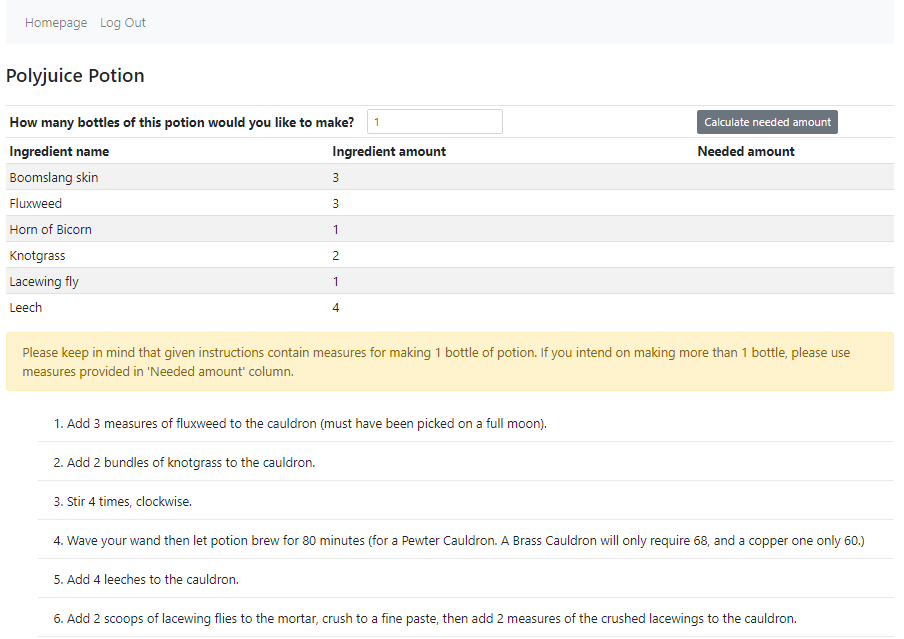 Homepage Log Out
Polyjuice Potion
How many bottles of this potion would you like to make? 1 Calculate needed amount
Ingredient name Ingredient amount Needed amount
Boomslang skin 3
Fluxweed 3
Horn of Bicorn 1
Knotgrass 2
Lacewing fly 1
Leech 4
Please keep in mind that given instructions contain measures for making 1 bottle of potion. If you intend on making more than 1 bottle, please use
measures provided in 'Needed amount' column.
1. Add 3 measures of fluxweed to the cauldron (must have been picked on a full moon).
2. Add 2 bundles of knotgrass to the cauldron.
3. Stir 4 times, clockwise.
4. Wave your wand then let potion brew for 80 minutes (for a Pewter Cauldron. A Brass Cauldron will only require 68, and a copper one only 60.)
5. Add 4 leeches to the cauldron.
6. Add 2 scoops of lacewing flies to the mortar, crush to a fine paste, then add 2 measures of the crushed lacewings to the cauldron.